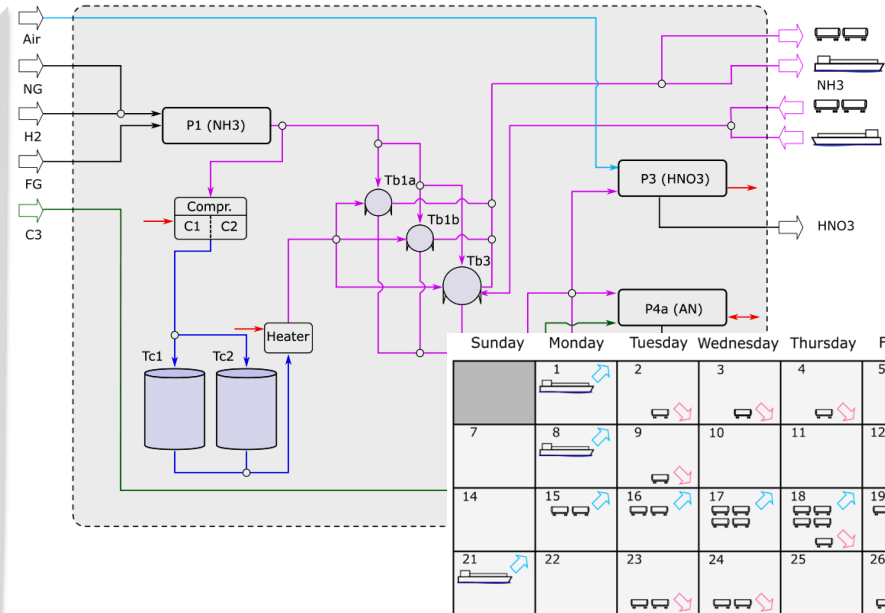 Air
NG
H2
FG
C3
P1 (NH3)
Compr.
C1 C2
Tb1a
Tb1b
Tb3
Heater
Tc1 Tc2
NH3
P3 (HNO3)
HNO3
P4a (AN)
Sunday Monday Tuesday Wednesday Thursday F
1 2 3 4 5
7 8 9 10 11 12
14 15 16 17 18 19
21 22 23 24 25 26